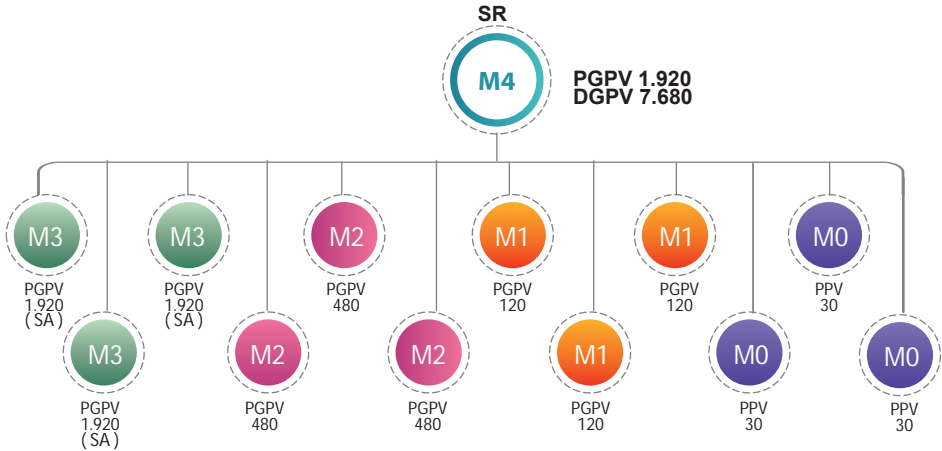 SR
M4
PGPV 1.920
DGPV 7.680
M3
M3
M2
M1
M1
M0
PGPV
1.920
( SA )
PGPV
1.920
( SA )
PGPV
480
PGPV
120
PGPV
120
PPV
30
M3
M2
M2
M1
M0
M0
PGPV
1.920
( SA )
PGPV
480
PGPV
480
PGPV
120
PPV
30
PPV
30